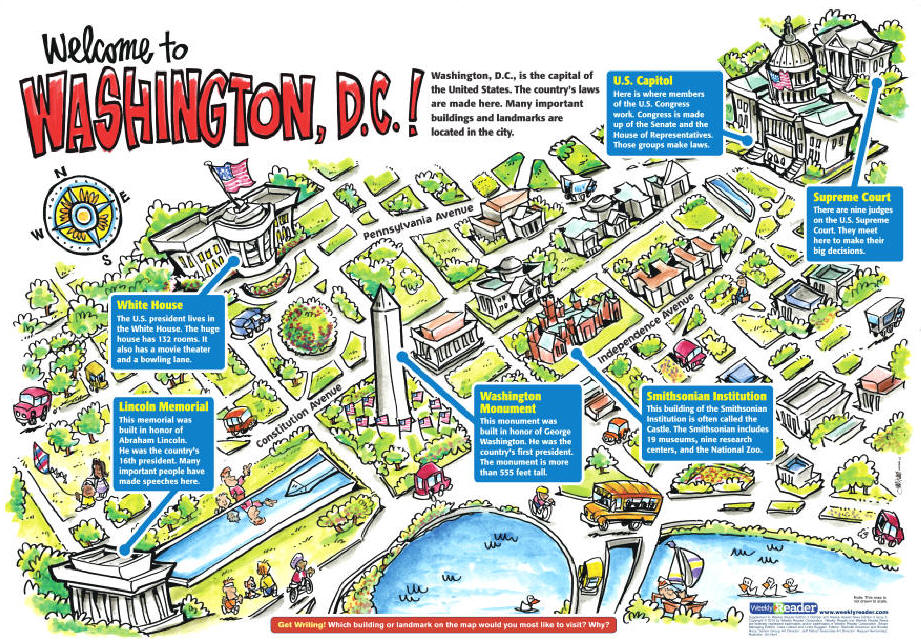 Welcome to
WASHINGTON, D.C.!
Washington, D.C., is the capital of
the United States. The country's laws
are made here. Many important
buildings and landmarks are
located in the city.
U.S. Capitol
Here is where members
of the U.S. Congress
work. Congress is made
up of the Senate and the
House of Representatives.
Those groups make laws.
Supreme Court
There are nine judges
on the U.S. Supreme
Court. They meet
here to make their
big decisions.
N
E
W
S
Pennsylvania Avenue
White House
The U.S. president lives in
the White House. The huge
house has 132 rooms. It
also has a movie theater
and a bowling lane.
Independence Avenue
Constitution Avenue
Lincoln Memorial
This memorial was
built in honor of
Abraham Lincoln.
He was the country's
16th president. Many
important people have
made speeches here.
Washington
Monument
This monument was
built in honor of George
Washington. He was the
country's first president.
The monument is more
than 555 feet tall.
Smithsonian Institution
This building of the Smithsonian
Institution is often called the
Castle. The Smithsonian includes
19 museums, nine research
centers, and the National Zoo.
Note: This map is
not drawn to scale.
Weekly Reader www.weeklyreader.com
Get Writing! Which building or landmark on the map would you most like to visit? Why?